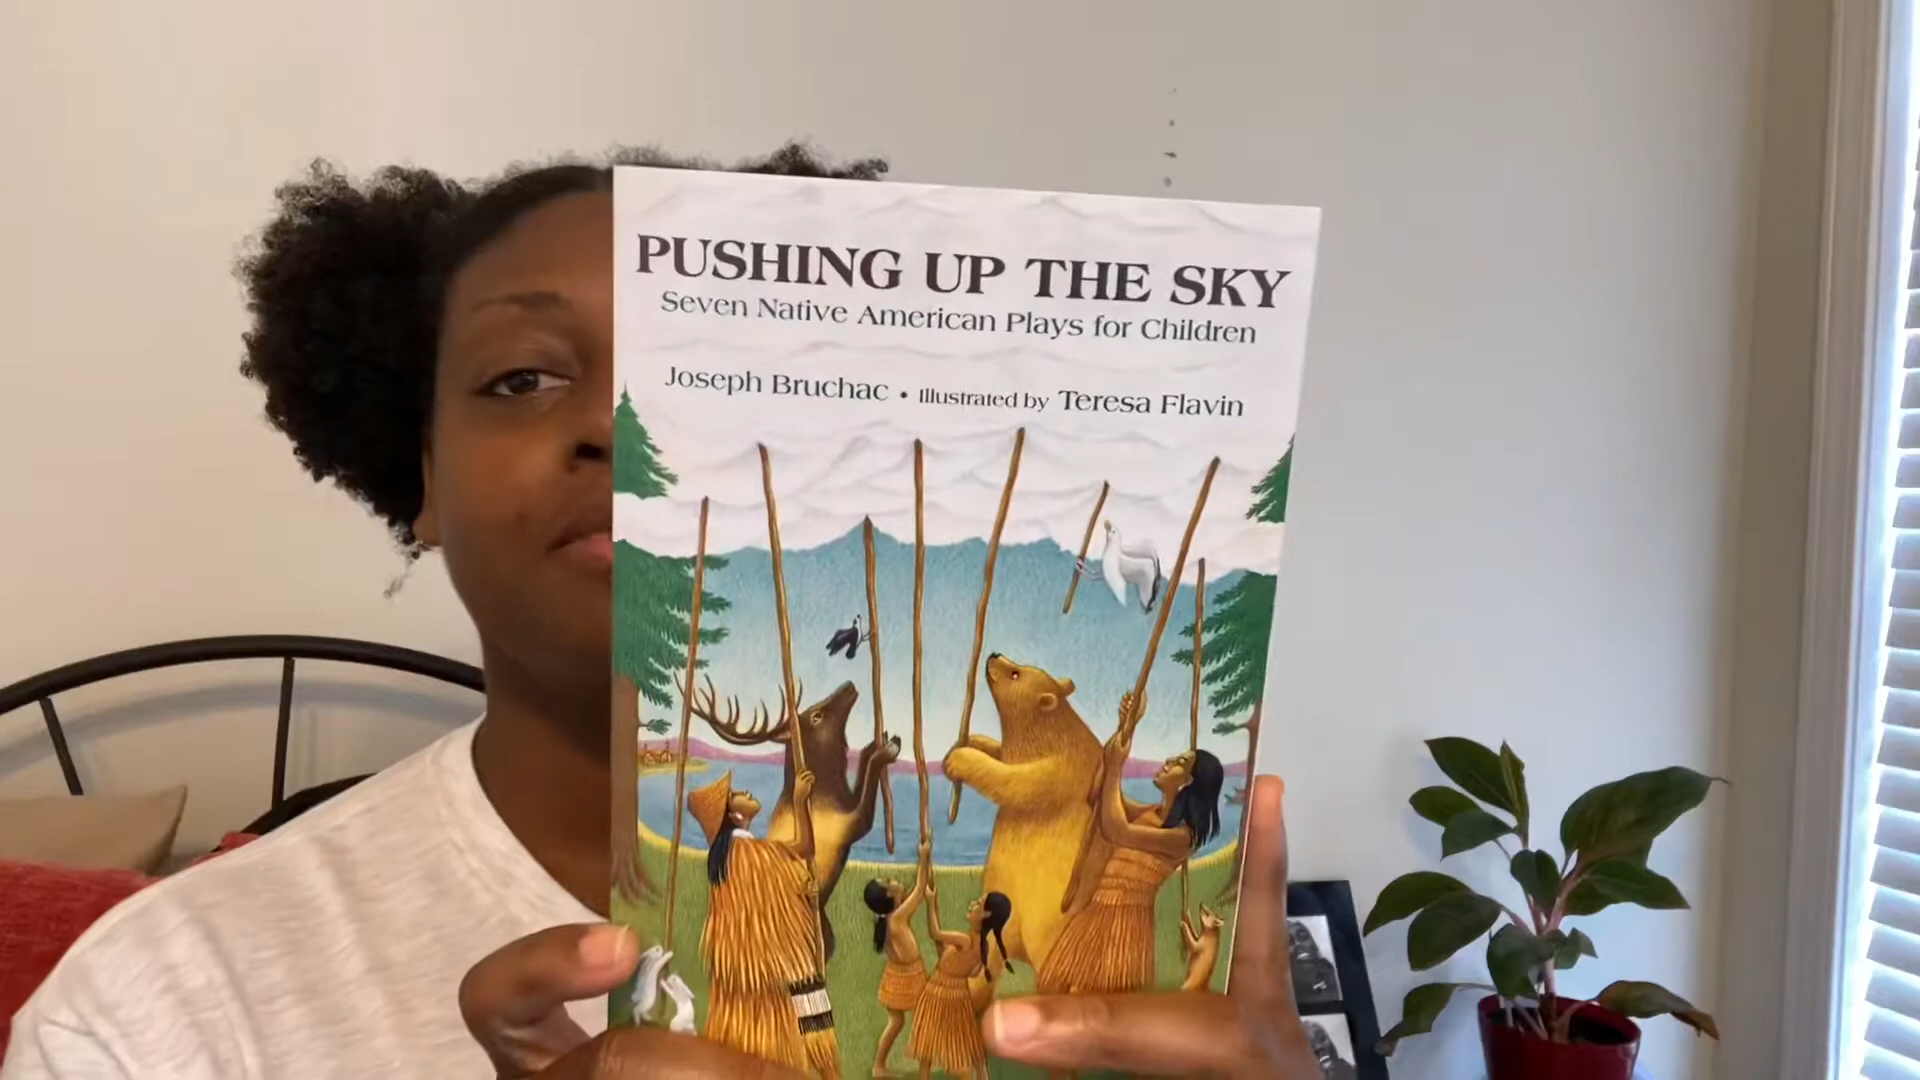 PUSHING UP THE SKY
Seven Native American Plays for Children
Joseph Bruchac • Illustrated by Teresa Flavin